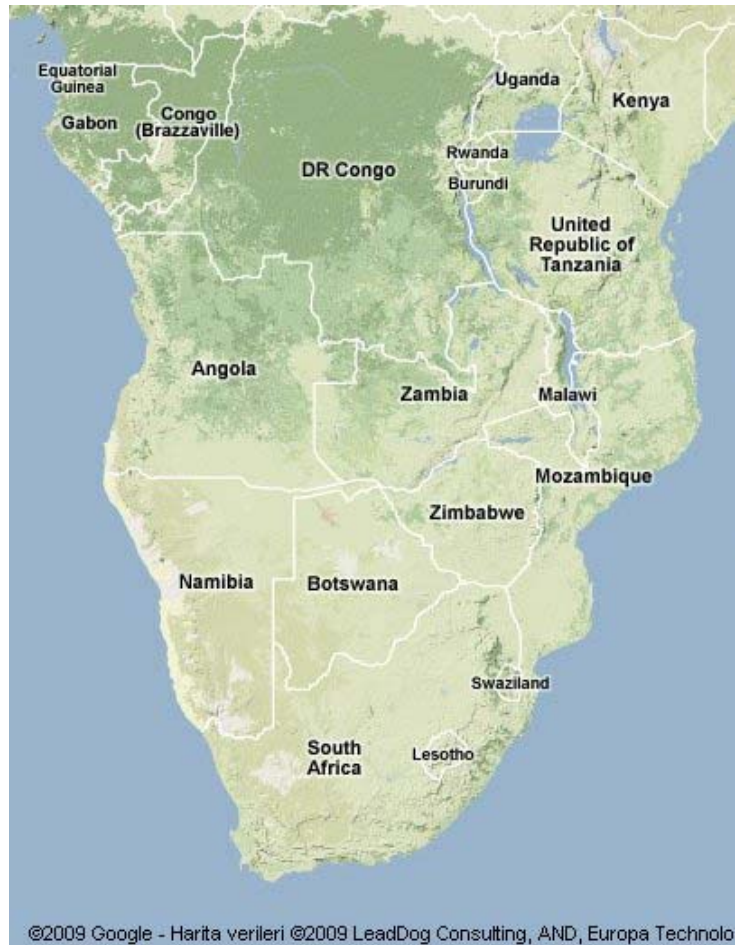 Equatorial
Guinea
Gabon
Congo
(Brazzaville)
Uganda
Kenya
DR Congo
Rwanda
Burundi
United
Republic of
Tanzania
Angola
Zambia
Malawi
Mozambique
Zimbabwe
Namibia
Botswana
Swaziland
South
Africa
Lesotho
©2009 Google - Harita verileri ©2009 LeadDog Consulting, AND, Europa Technolo